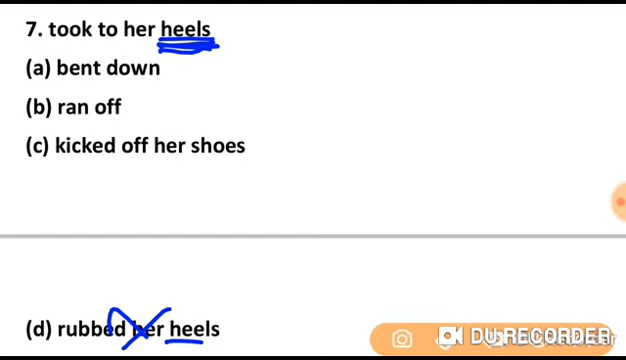 7. took to her heels
(a) bent down
(b) ran off
(c) kicked off her shoes
(d) rubbed her heels
DU RECORDER